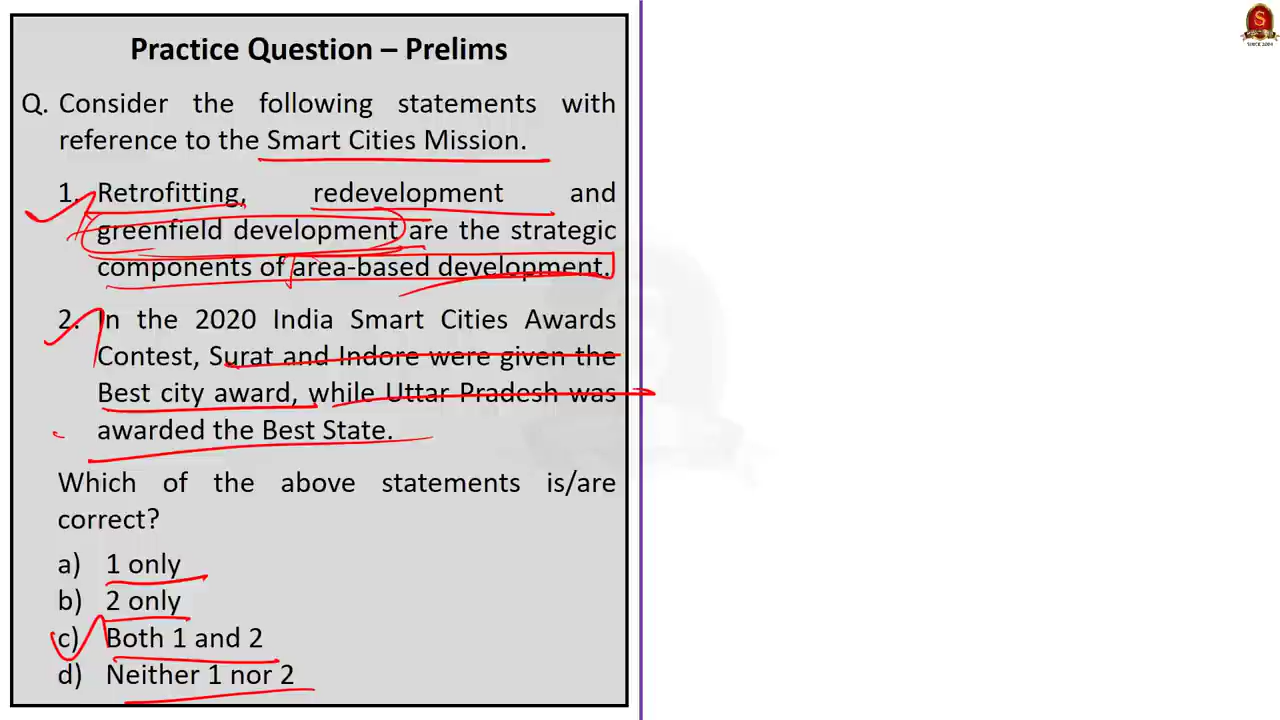 Practice Question – Prelims
Q. Consider the following statements with
reference to the Smart Cities Mission.
1. Retrofitting, redevelopment and
greenfield development are the strategic
components of area-based development.
2. In the 2020 India Smart Cities Awards
Contest, Surat and Indore were given the
Best city award, while Uttar Pradesh was
awarded the Best State.
Which of the above statements is/are
correct?
a) 1 only
b) 2 only
c) Both 1 and 2
d) Neither 1 nor 2
S
SINCE 2004